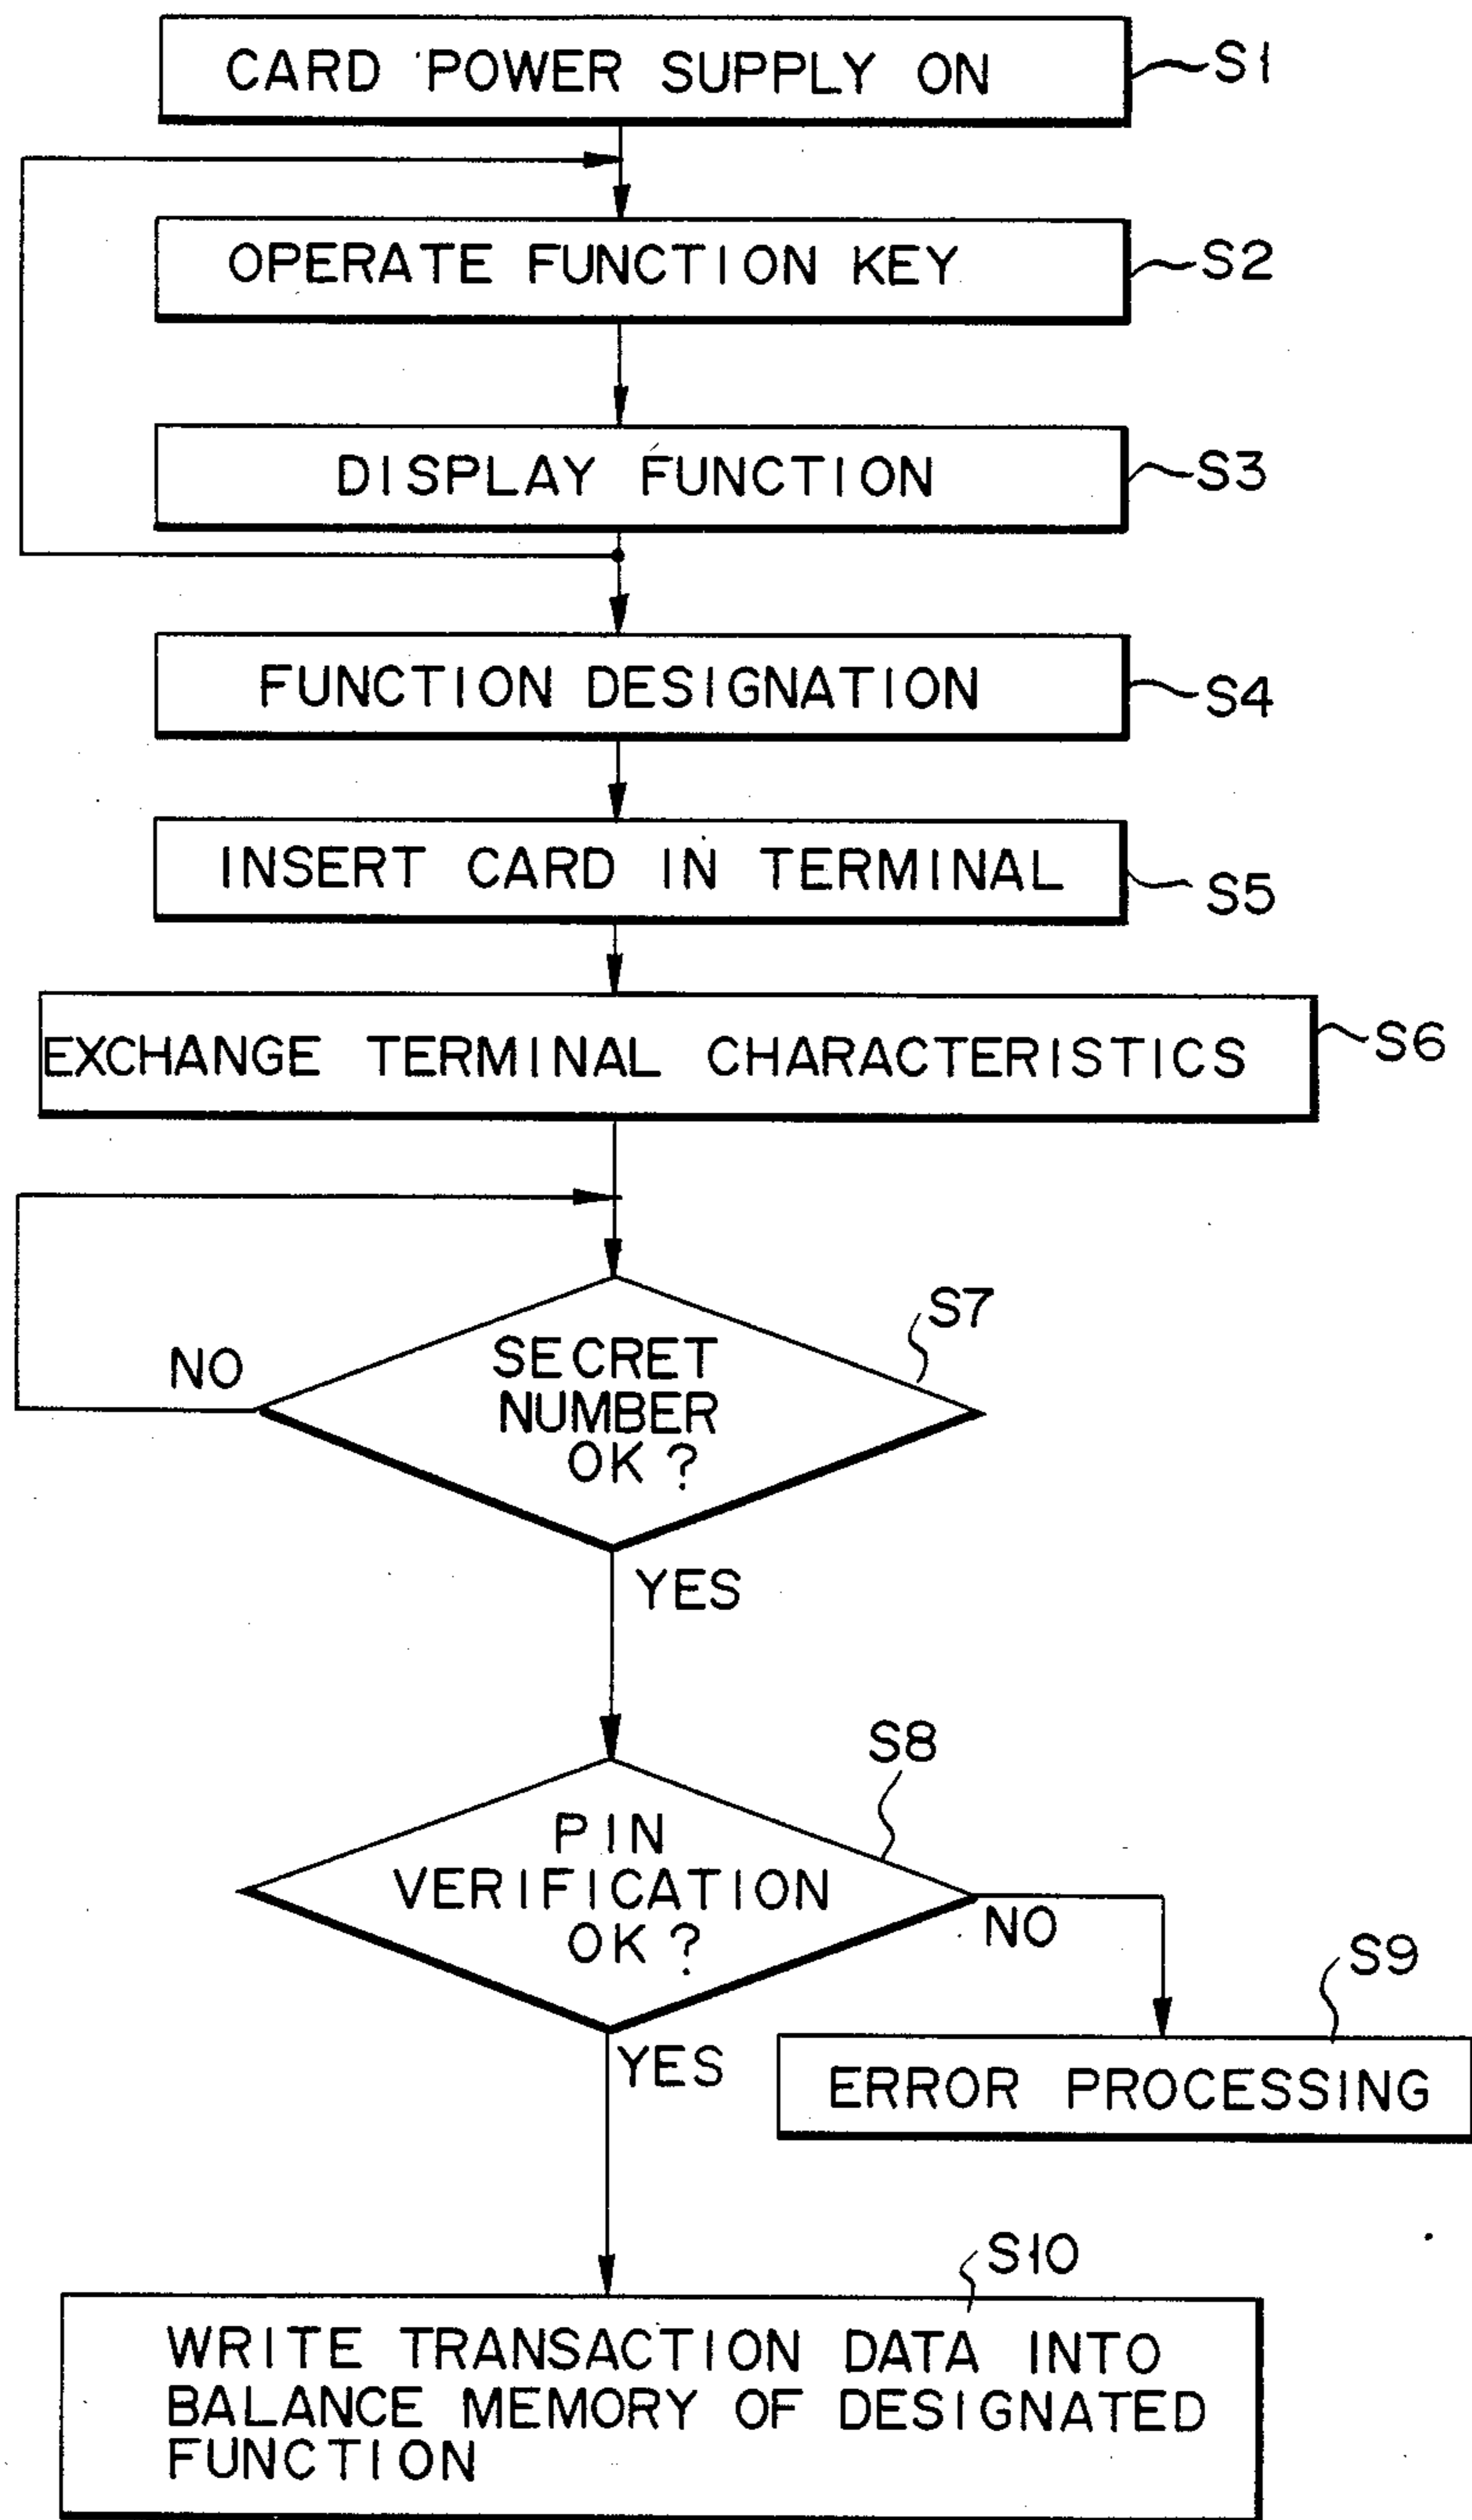 CARD POWER SUPPLY ON
S1
OPERATE FUNCTION KEY
S2
DISPLAY FUNCTION
S3
FUNCTION DESIGNATION
S4
INSERT CARD IN TERMINAL
S5
EXCHANGE TERMINAL CHARACTERISTICS
S6
S7
SECRET
NUMBER
OK?
NO
YES
S8
PIN
VERIFICATION
OK?
NO
YES
S9
ERROR PROCESSING
S10
WRITE TRANSACTION DATA INTO
BALANCE MEMORY OF DESIGNATED
FUNCTION